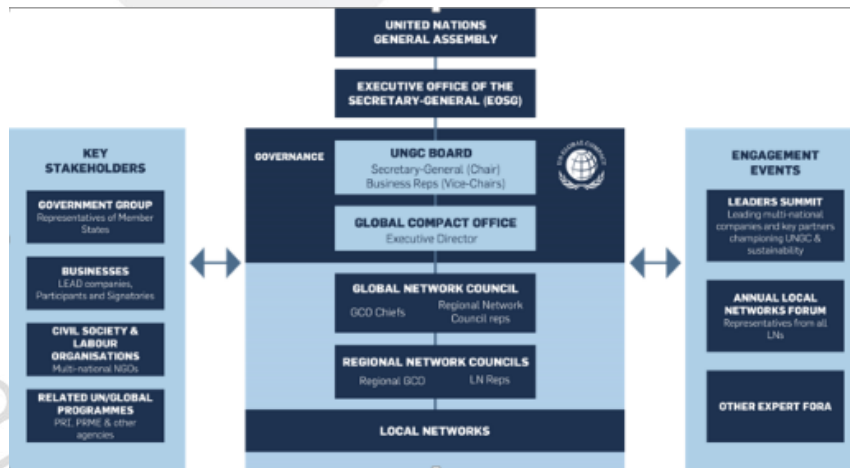 UNITED NATIONS
GENERAL ASSEMBLY
EXECUTIVE OFFICE OF THE
SECRETARY-GENERAL (EOSG)
KEY
STAKEHOLDERS
GOVERNMENT GROUP
Representatives of Member
States
BUSINESSES
LEAD companies,
Participants and Signatories
CIVIL SOCIETY &
LABOUR
ORGANISATIONS
Multi-national NGOs
RELATED UN/GLOBAL
PROGRAMMES
PRI, PRME & other
agencies
GOVERNANCE
UNGC BOARD
Secretary-General (Chair)
Business Reps (Vice-Chairs)
UN GLOBAL COMPACT
GLOBAL COMPACT OFFICE
Executive Director
GLOBAL NETWORK COUNCIL
GCO Chiefs
Regional Network
Council reps
REGIONAL NETWORK COUNCILS
Regional GCO
LN Reps
LOCAL NETWORKS
ENGAGEMENT
EVENTS
LEADERS SUMMIT
Leading multi-national
companies and key partners
championing UNGC &
sustainability
ANNUAL LOCAL
NETWORKS FORUM
Representatives from all
LNs
OTHER EXPERT FORA